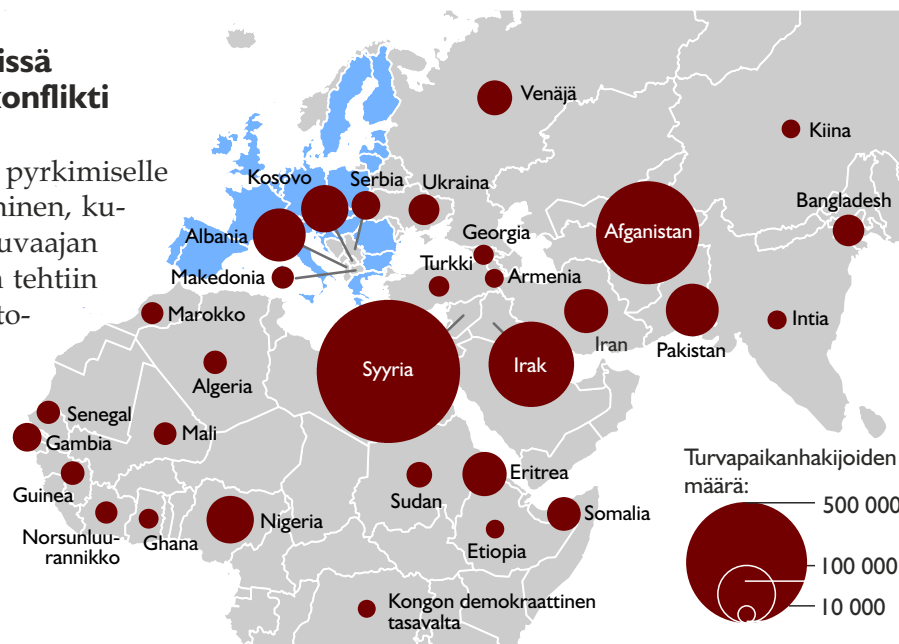 issä
konflikti
pyrkimiselle
minen, ku-
uvaajan
n tehtiin
to-
Venäjä
Kiina
Kosovo
Serbia
Ukraina
Bangladesh
Albania
Georgia
Afganistan
Makedonia
Turkki
Armenia
Marokko
Intia
Iran
Pakistan
Syyria
Irak
Algeria
Senegal
Gambia
Mali
Guinea
Sudan
Eritrea
Somalia
Norsunluu-
rannikko
Ghana
Nigeria
Etiopia
Kongon demokraattinen
tasavalta
Turvapaikanhakijoiden
määrä:
500 000
100 000
10 000